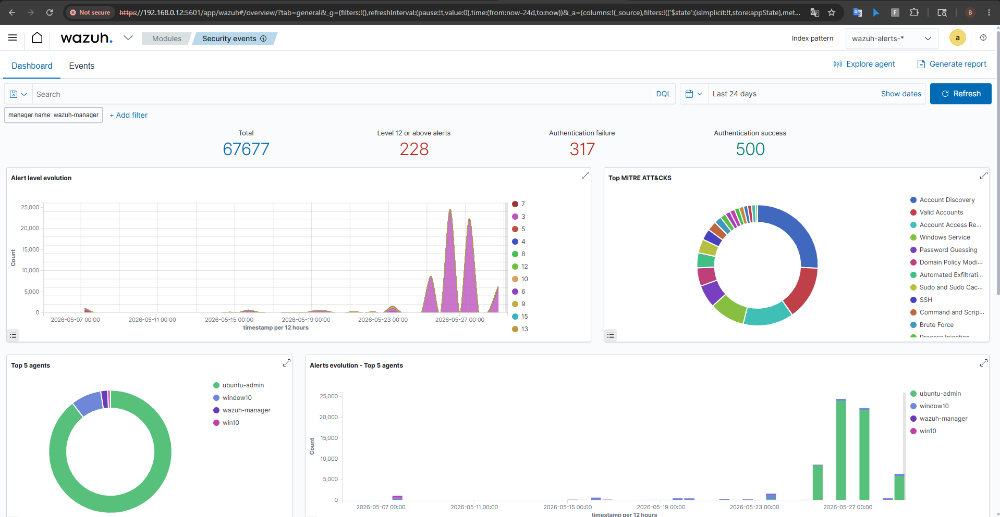 Not secure
https://192.168.0.12:5601/app/wazuh#/overview/?tab=general&_g=(filters:!(),refreshInterval:(pause:!t,value:0),time:(from:now-24d,to:now))&_a=(columns:!(_source),filters:!(('$state':(isImplicit:!t,store:appState),met...
F
B
wazuh.
Modules
Security events
Index pattern
wazuh-alerts-*
a
Dashboard
Events
Explore agent
Generate report
Search
DQL
Last 24 days
Show dates
Refresh
manager.name: wazuh-manager
+ Add filter
Total
67677
Level 12 or above alerts
228
Authentication failure
317
Authentication success
500
Alert level evolution
Count
25,000
20,000
15,000
10,000
5,000
0
2026-05-07 00:00
2026-05-11 00:00
2026-05-15 00:00
2026-05-19 00:00
2026-05-23 00:00
2026-05-27 00:00
timestamp per 12 hours
7
3
5
4
8
12
10
6
9
15
13
Top MITRE ATT&CKS
Account Discovery
Valid Accounts
Account Access Re...
Windows Service
Password Guessing
Domain Policy Modi...
Automated Exfiltrati...
Sudo and Sudo Cac...
SSH
Command and Scrip...
Brute Force
Process Injection
Top 5 agents
ubuntu-admin
window10
wazuh-manager
win10
Alerts evolution - Top 5 agents
Count
25,000
20,000
15,000
10,000
5,000
0
2026-05-07 00:00
2026-05-11 00:00
2026-05-15 00:00
2026-05-19 00:00
2026-05-23 00:00
2026-05-27 00:00
timestamp per 12 hours
ubuntu-admin
window10
wazuh-manager
win10